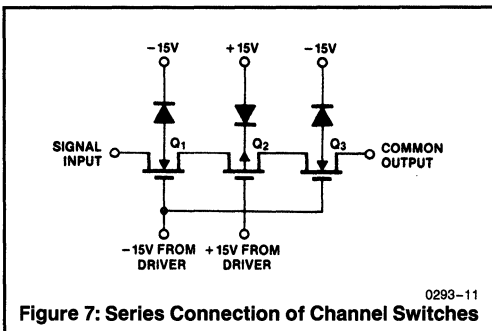 −15V
+15V
−15V
SIGNAL
INPUT
Q1
Q2
Q3
COMMON
OUTPUT
−15V FROM
DRIVER
+15V FROM
DRIVER
0293–11
Figure 7: Series Connection of Channel Switches